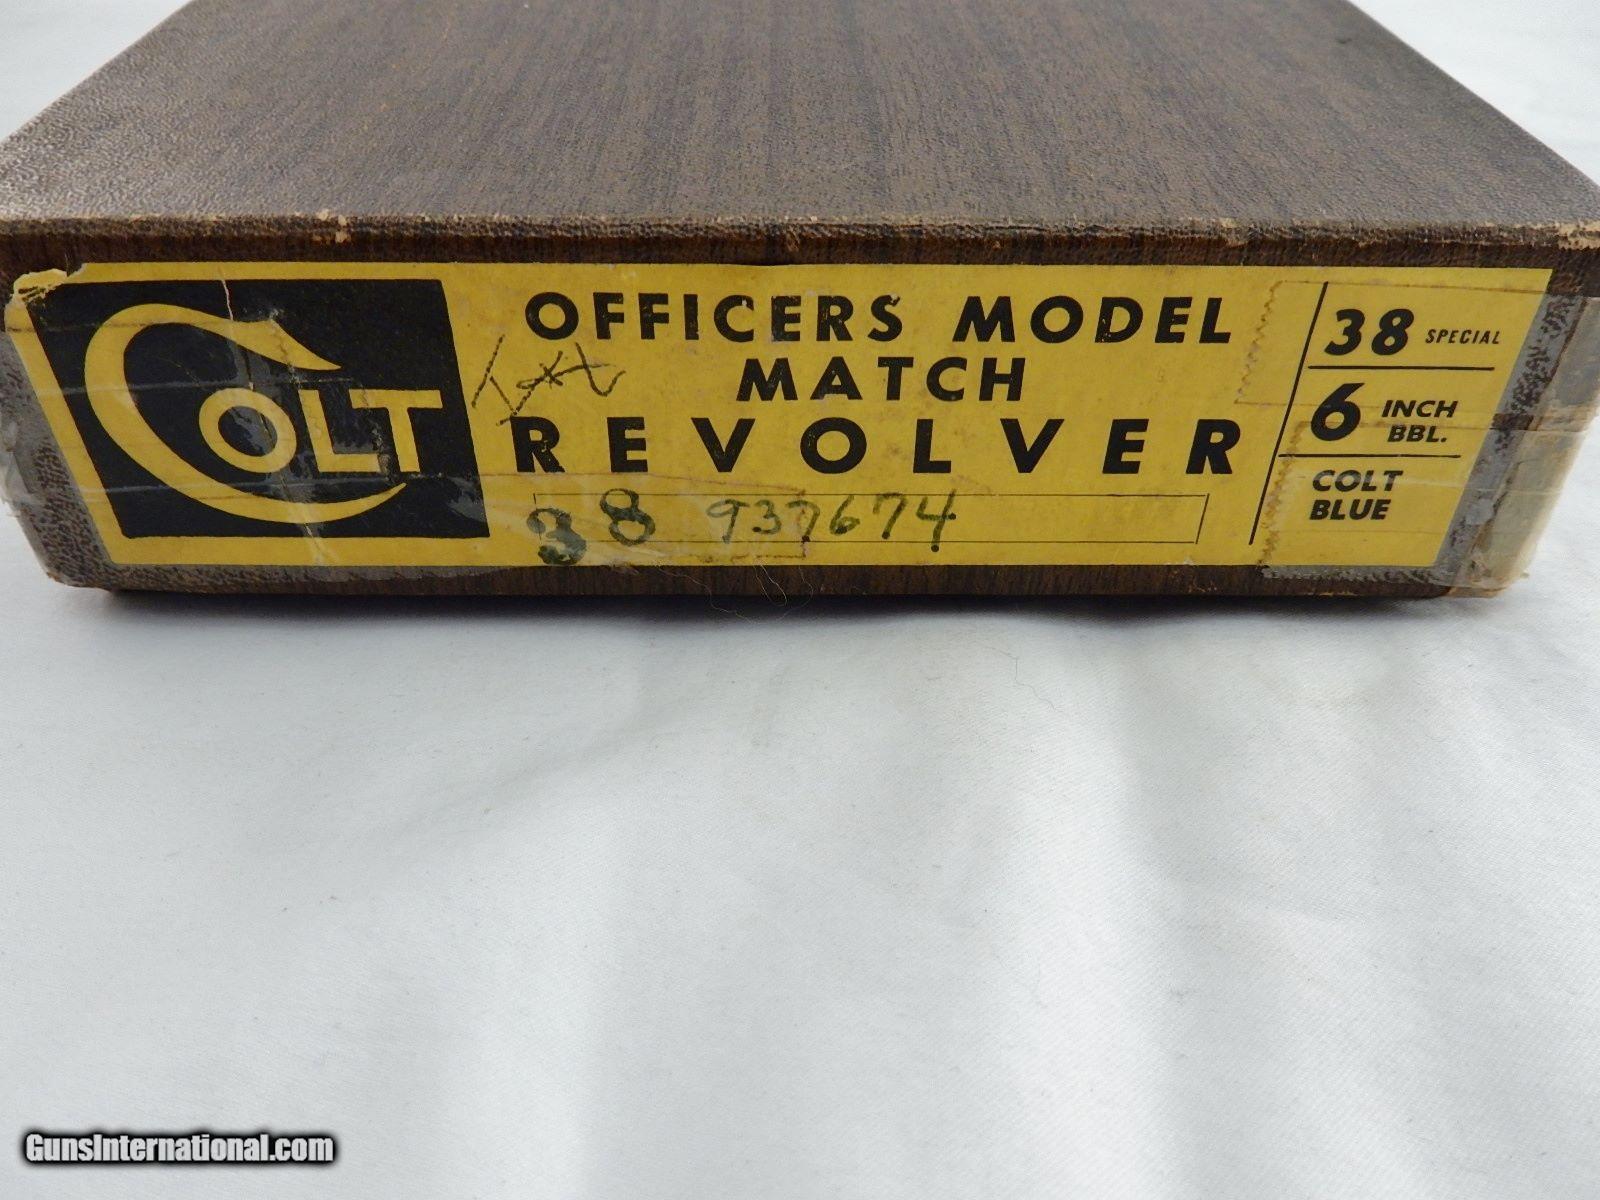 COLT
OFFICERS MODEL
MATCH
REVOLVER
38 937674
38 SPECIAL
6 INCH
BBL.
COLT
BLUE
GunsInternational.com